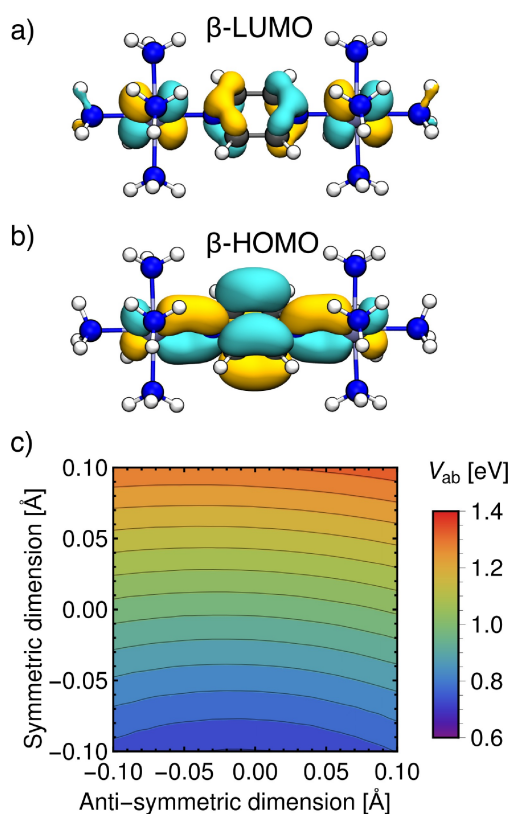 a)
β-LUMO
b)
β-HOMO
c)
V_ab [eV]
0.10
0.05
0.00
−0.05
−0.10
Symmetric dimension [Å]
−0.10 −0.05 0.00 0.05 0.10
Anti−symmetric dimension [Å]
1.4
1.2
1.0
0.8
0.6